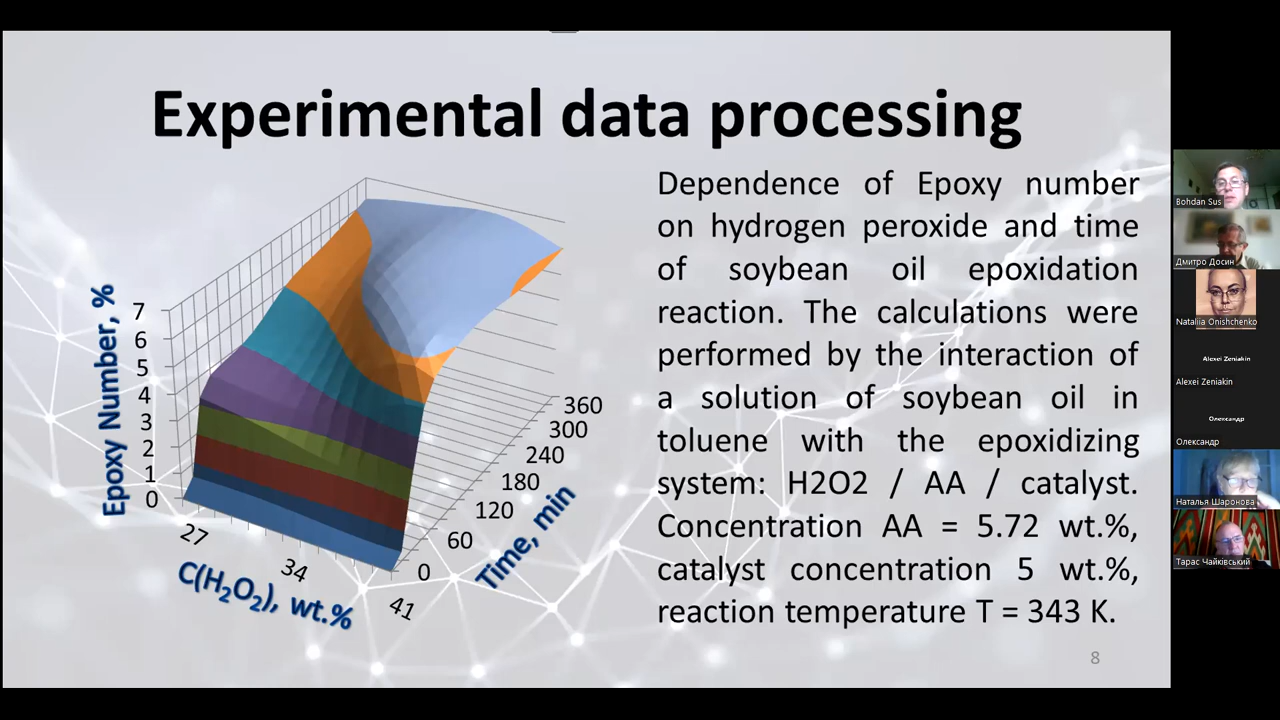 Experimental data processing
Dependence of Epoxy number
on hydrogen peroxide and time
of soybean oil epoxidation
reaction. The calculations were
performed by the interaction of
a solution of soybean oil in
toluene with the epoxidizing
system: H2O2 / AA / catalyst.
Concentration AA = 5.72 wt.%,
catalyst concentration 5 wt.%,
reaction temperature T = 343 K.
Epoxy Number, %
7
6
5
4
3
2
1
0
27
34
41
C(H₂O₂), wt.%
0
60
120
180
240
300
360
Time, min
8
Bohdan Sus
Дмитро Досин
Nataliia Onishchenko
Alexei Zeniakin
Alexei Zeniakin
Олександр
Олександр
Наталья Шаронова
Тарас Чайківський